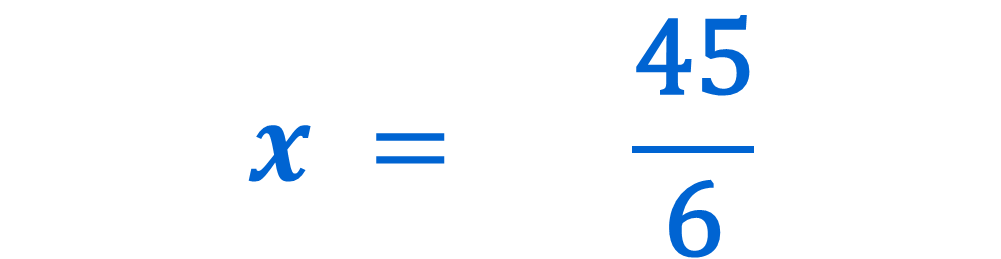 x = 45/6